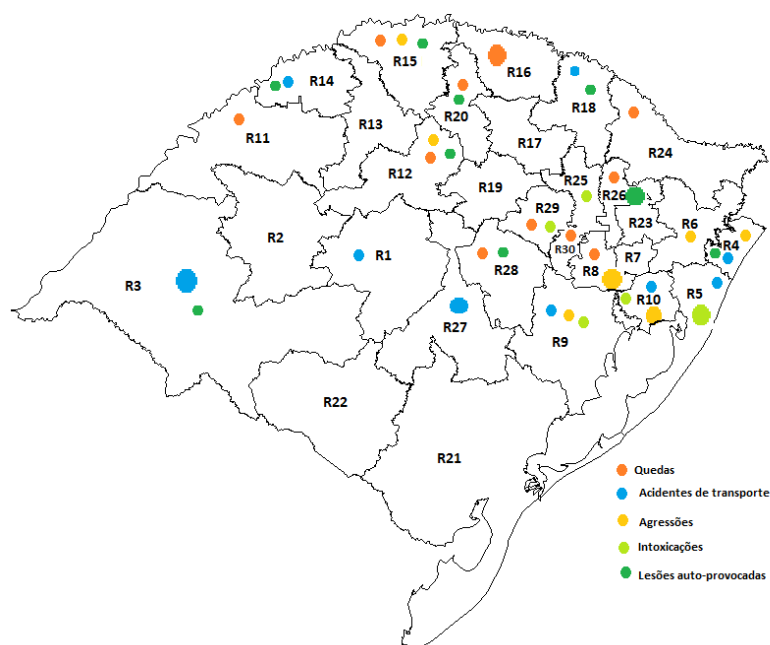 R15
R16
R14
R18
R20
R13
R11
R17
R24
R12
R25
R19
R26
R29
R23
R6
R2
R4
R30
R1
R7
R28
R8
R3
R5
R10
R27
R9
R22
R21
Quedas
Acidentes de transporte
Agressões
Intoxicações
Lesões auto-provocadas